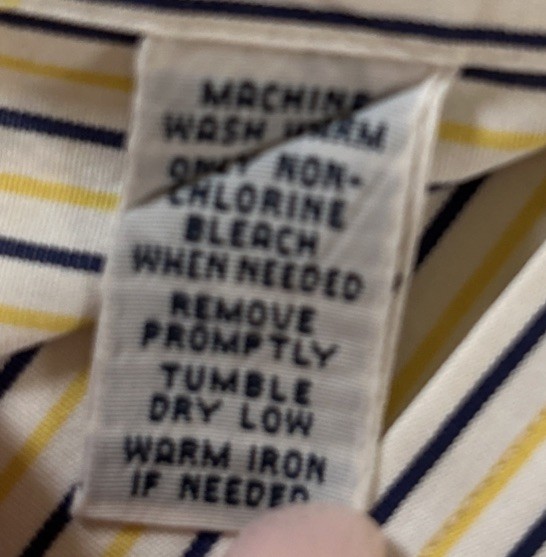 MACHINE
WASH WARM
ONLY NON-
CHLORINE
BLEACH
WHEN NEEDED
REMOVE
PROMPTLY
TUMBLE
DRY LOW
WARM IRON
IF NEEDED